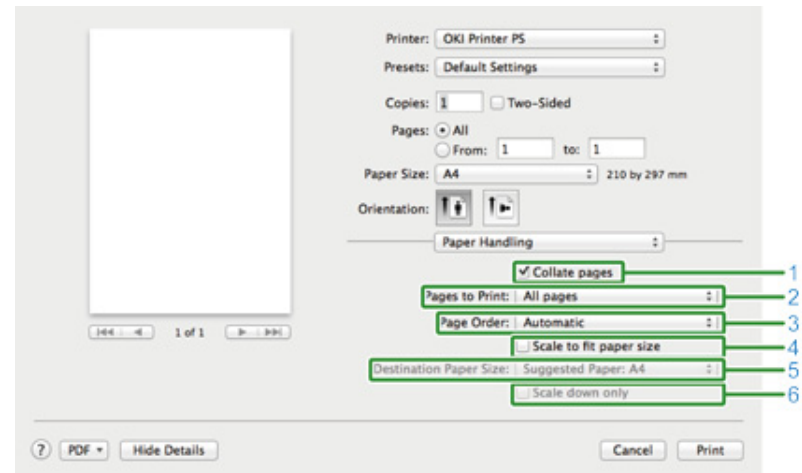 Printer: OKI Printer PS
Presets: Default Settings
Copies: 1 Two-Sided
Pages: All
From: 1 to: 1
Paper Size: A4 210 by 297 mm
Orientation:
Paper Handling
Collate pages 1
Pages to Print: All pages 2
Page Order: Automatic 3
1 of 1
Scale to fit paper size 4
Destination Paper Size: Suggested Paper: A4 5
Scale down only 6
? PDF Hide Details Cancel Print